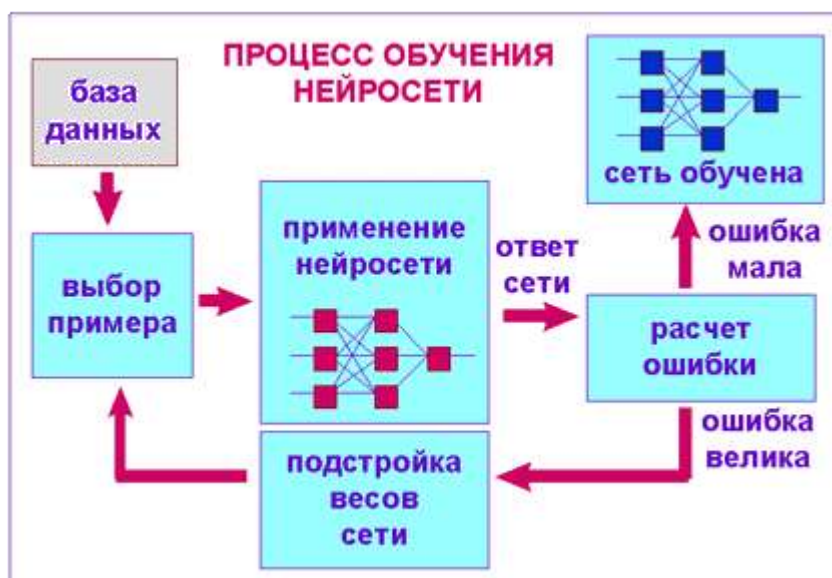 ПРОЦЕСС ОБУЧЕНИЯ
НЕЙРОСЕТИ
база
данных
выбор
примера
применение
нейросети
ответ
сети
расчет
ошибки
ошибка
мала
сеть обучена
ошибка
велика
подстройка
весов
сети